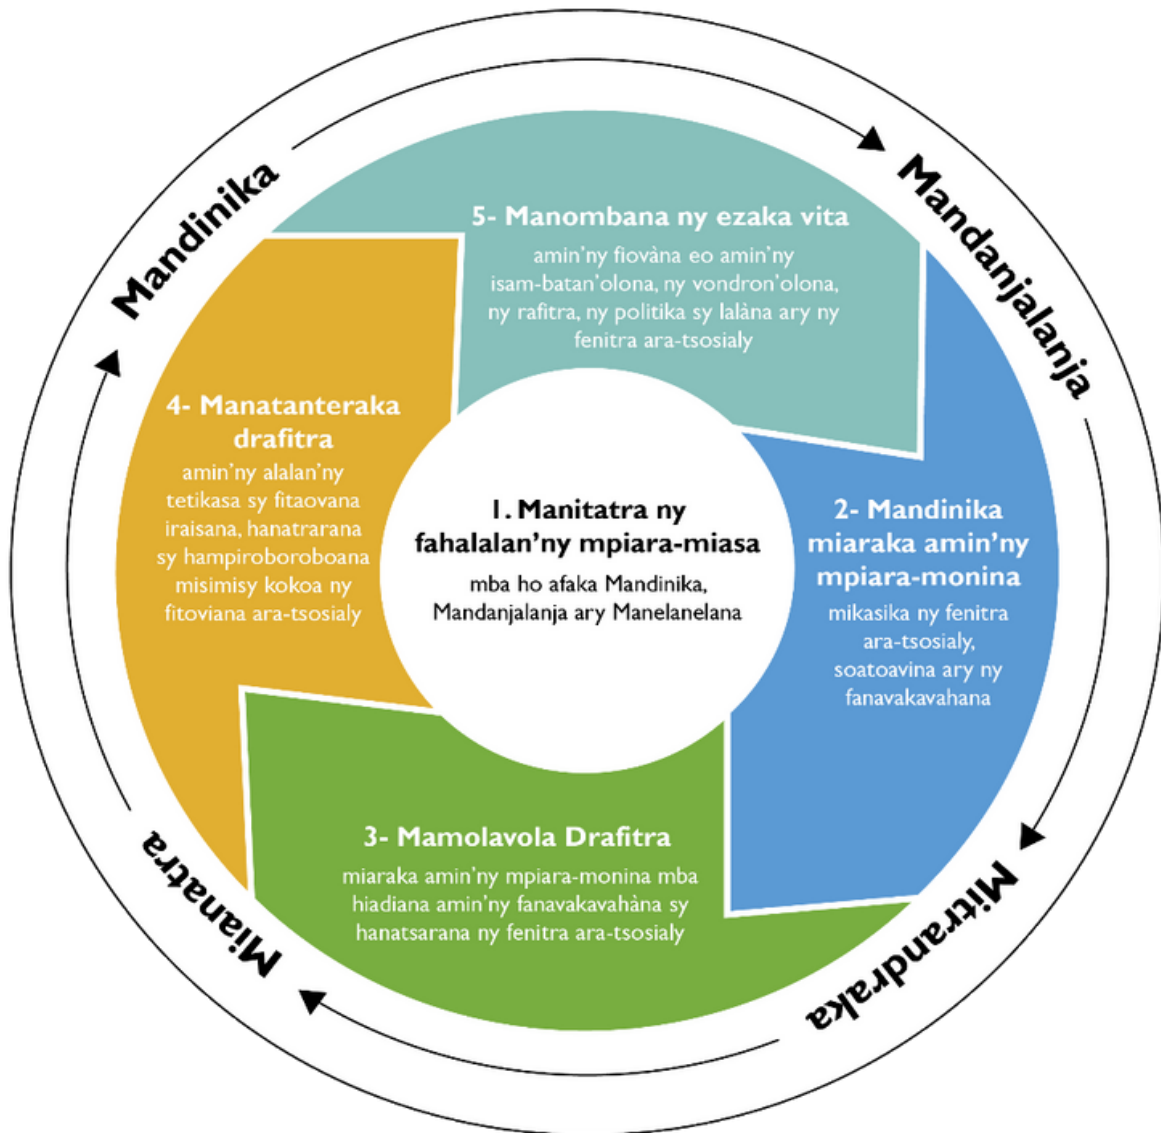 Mandinika
Mandanjalanja
Mitrandraka
Mianatra
1. Manitatra ny
fahalalan’ny mpiara-miasa
mba ho afaka Mandinika,
Mandanjalanja ary Manelanelana
2- Mandinika
miaraka amin’ny
mpiara-monina
mikasika ny fenitra
ara-tsosialy,
soatoavina ary ny
fanavakavahana
3- Mamolavola Drafitra
miaraka amin’ny mpiara-monina mba
hiadiana amin’ny fanavakavahàna sy
hanatsarana ny fenitra ara-tsosialy
4- Manatanteraka
drafitra
amin’ny alalan’ny
tetikasa sy fitaovana
iraisana, hanatrarana
sy hampiroboroboana
misimisy kokoa ny
fitoviana ara-tsosialy
5- Manombana ny ezaka vita
amin’ny fiovàna eo amin’ny
isam-batan’olona, ny vondron’olona,
ny rafitra, ny politika sy lalàna ary ny
fenitra ara-tsosialy